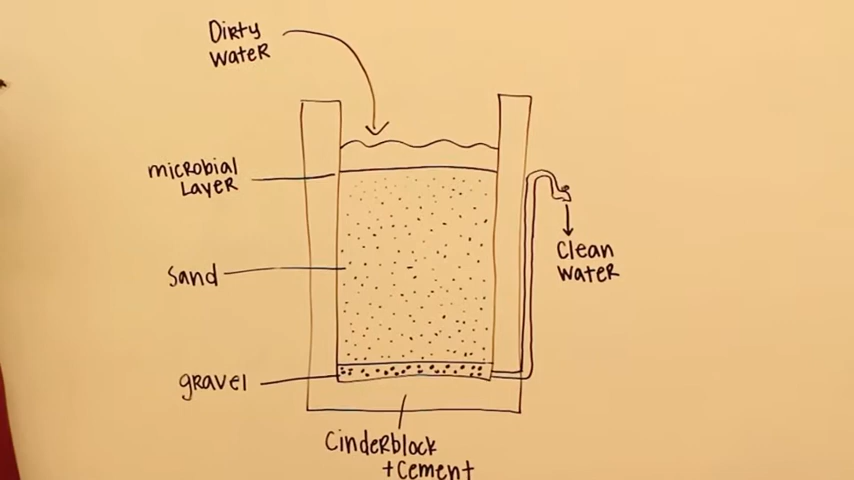 Dirty
Water
microbial
Layer
Sand
gravel
Clean
Water
Cinderblock
+Cement